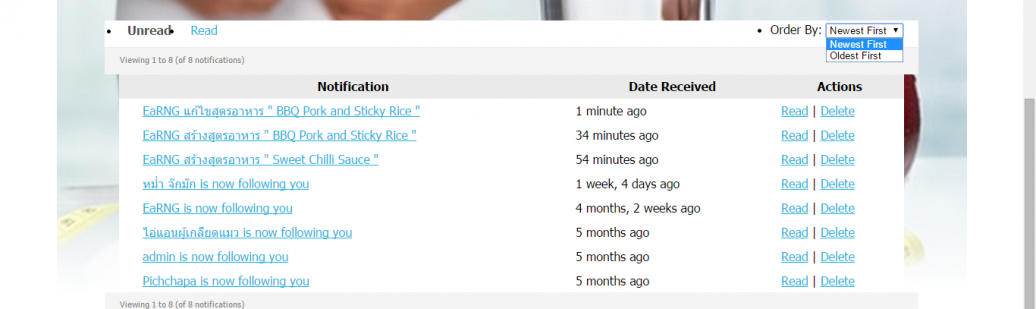 Unread Read Order By: Newest First
Newest First
Oldest First
Viewing 1 to 8 (of 8 notifications)
Notification Date Received Actions
EaRNG แก้ไขสูตรอาหาร " BBQ Pork and Sticky Rice " 1 minute ago Read | Delete
EaRNG สร้างสูตรอาหาร " BBQ Pork and Sticky Rice " 34 minutes ago Read | Delete
EaRNG สร้างสูตรอาหาร " Sweet Chilli Sauce " 54 minutes ago Read | Delete
หม่ำ จ๊กมัก is now following you 1 week, 4 days ago Read | Delete
EaRNG is now following you 4 months, 2 weeks ago Read | Delete
ไอ่แอนผู้เกลียดแมว is now following you 5 months ago Read | Delete
admin is now following you 5 months ago Read | Delete
Pichchapa is now following you 5 months ago Read | Delete
Viewing 1 to 8 (of 8 notifications)